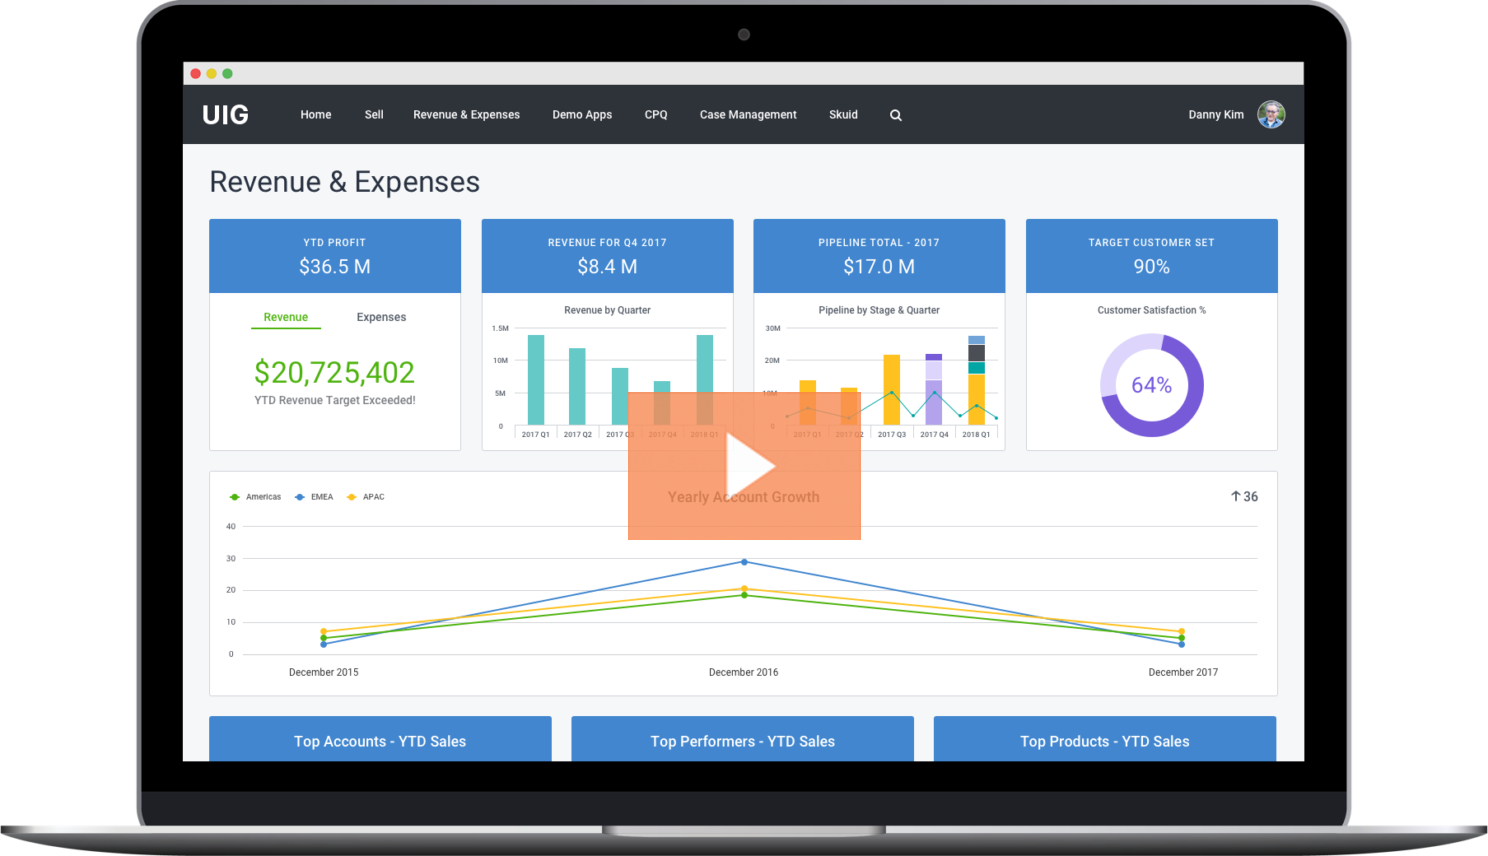 UIG
Home Sell Revenue & Expenses Demo Apps CPQ Case Management Skuid Danny Kim
Revenue & Expenses
YTD PROFIT
$36.5 M
Revenue Expenses
$20,725,402
YTD Revenue Target Exceeded!
REVENUE FOR Q4 2017
$8.4 M
Revenue by Quarter
1.5M
10M
5M
0
2017 Q1 2017 Q2 2017 Q3 2017 Q4 2018 Q1
PIPELINE TOTAL - 2017
$17.0 M
Pipeline by Stage & Quarter
30M
20M
10M
0
2017 Q1 2017 Q2 2017 Q3 2017 Q4 2018 Q1
TARGET CUSTOMER SET
90%
Customer Satisfaction %
64%
Americas EMEA APAC
Yearly Account Growth
↑36
40
30
20
10
0
December 2015 December 2016 December 2017
Top Accounts - YTD Sales
Top Performers - YTD Sales
Top Products - YTD Sales